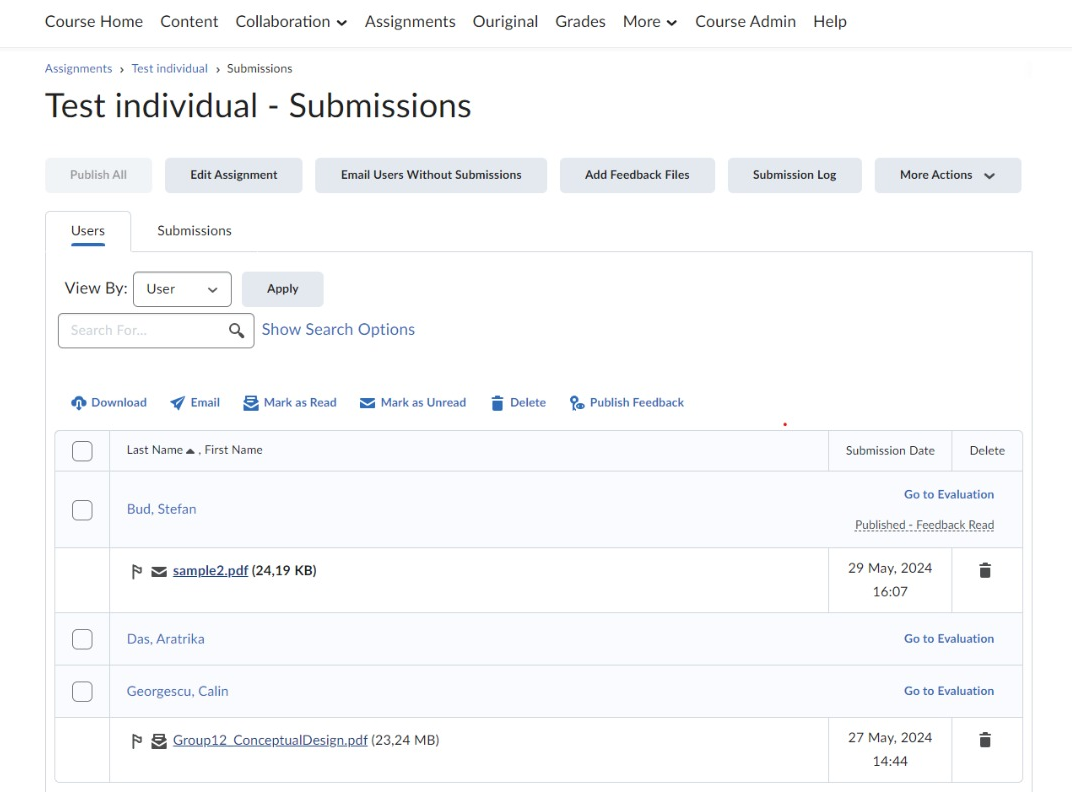 Course Home Content Collaboration Assignments Ouriginal Grades More Course Admin Help
Assignments › Test individual › Submissions
Test individual - Submissions
Publish All Edit Assignment Email Users Without Submissions Add Feedback Files Submission Log More Actions
Users Submissions
View By: User Apply
Search For... Show Search Options
Download Email Mark as Read Mark as Unread Delete Publish Feedback
Last Name , First Name Submission Date Delete
Bud, Stefan Go to Evaluation
Published - Feedback Read
sample2.pdf (24,19 KB) 29 May, 2024
16:07
Das, Aratrika Go to Evaluation
Georgescu, Calin Go to Evaluation
Group12_ConceptualDesign.pdf (23,24 MB) 27 May, 2024
14:44